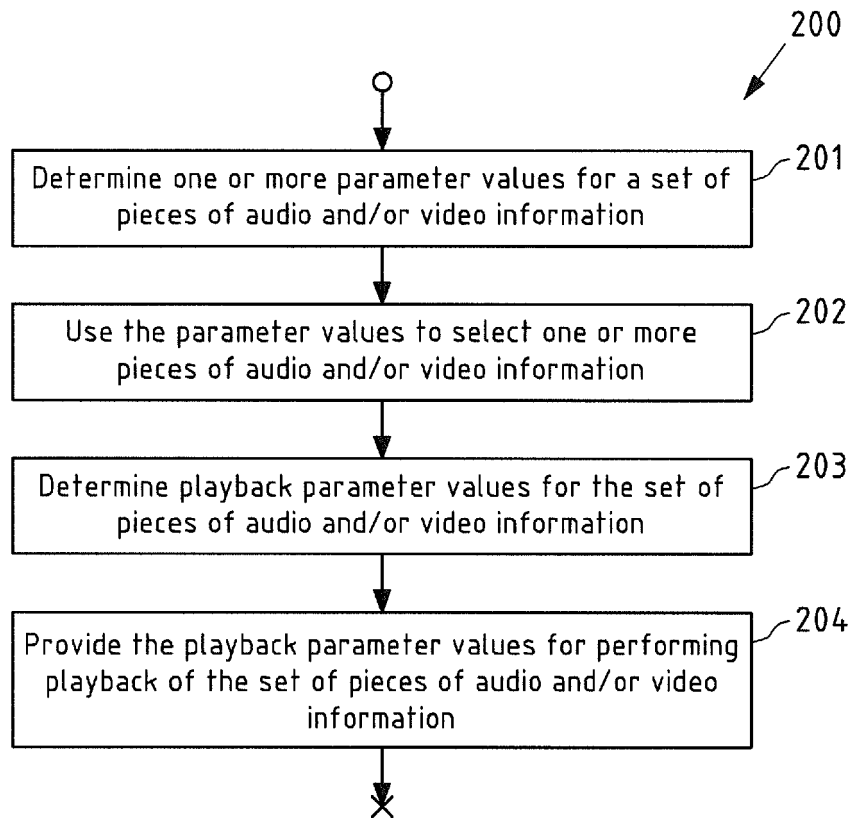 200
Determine one or more parameter values for a set of
pieces of audio and/or video information
201
Use the parameter values to select one or more
pieces of audio and/or video information
202
Determine playback parameter values for the set of
pieces of audio and/or video information
203
Provide the playback parameter values for performing
playback of the set of pieces of audio and/or video
information
204